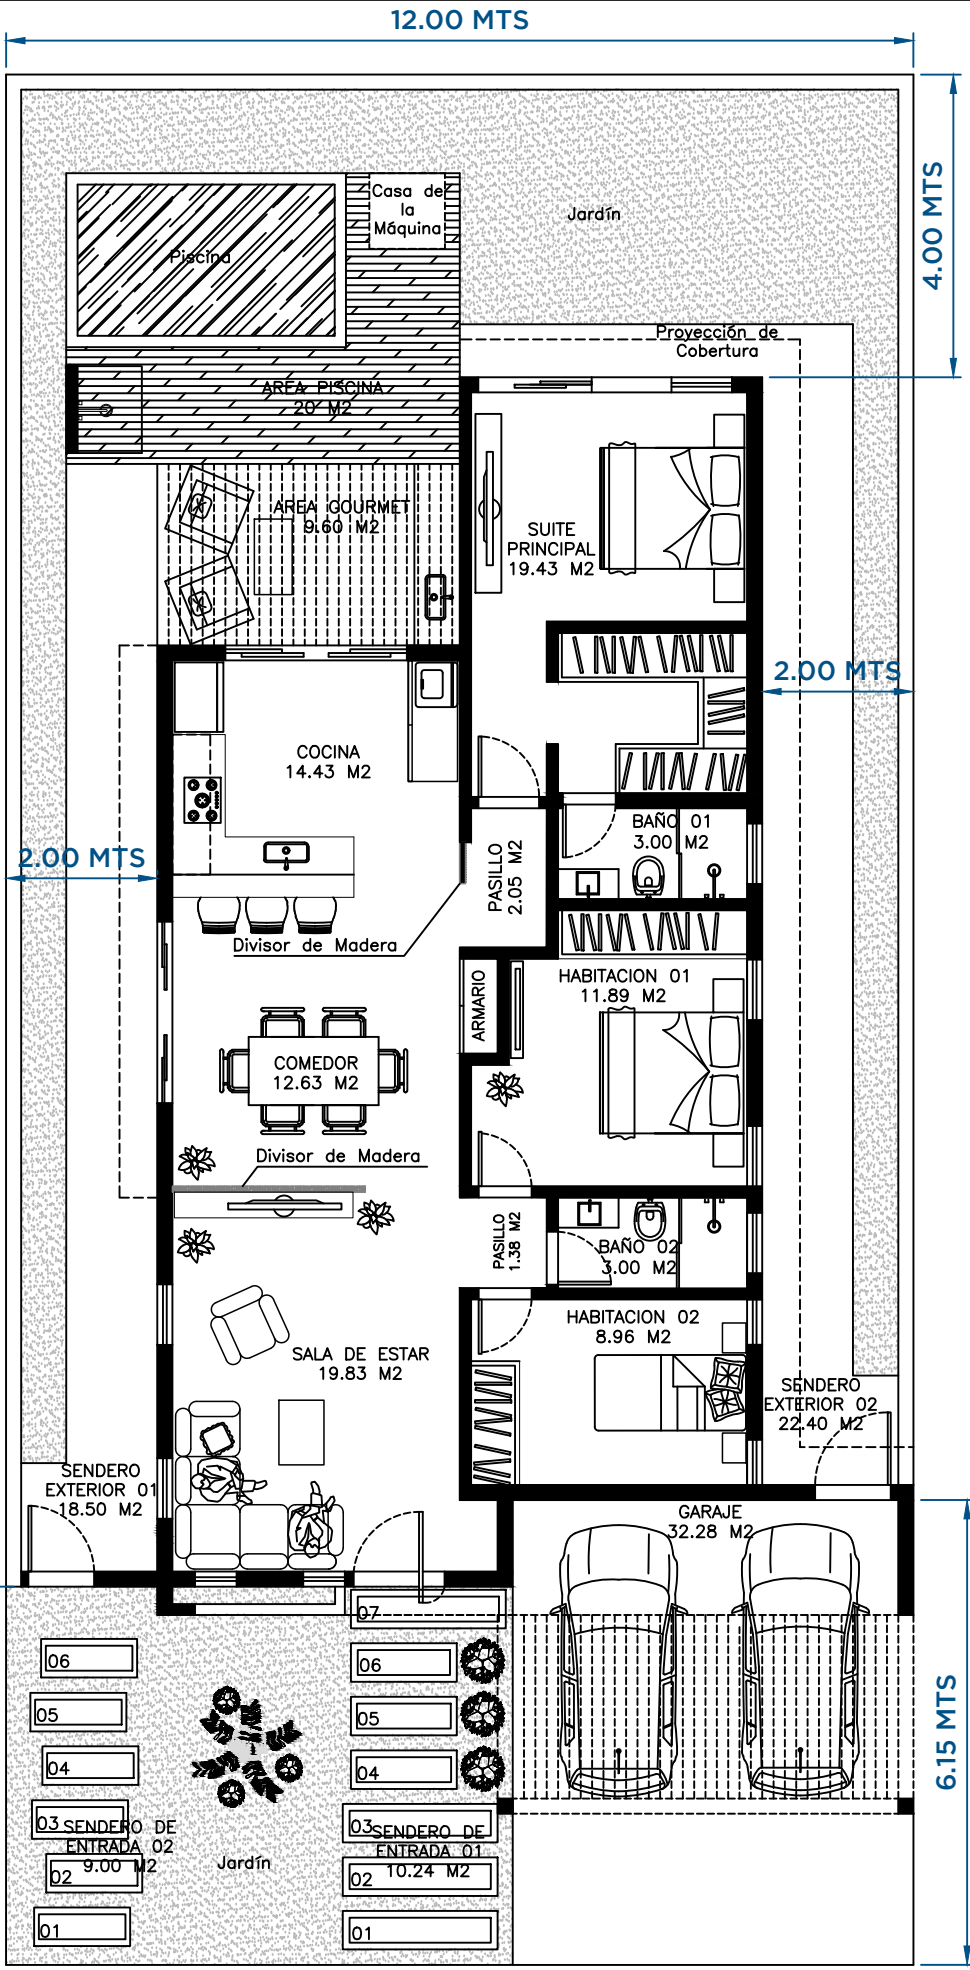 12.00 MTS
4.00 MTS
Casa de
la
Máquina
Jardín
Piscina
Proyección de
Cobertura
AREA PISCINA
20 M2
AREA GOURMET
9.60 M2
SUITE
PRINCIPAL
19.43 M2
2.00 MTS
COCINA
14.43 M2
BAÑO 01
3.00 M2
2.00 MTS
PASILLO
2.05 M2
Divisor de Madera
HABITACION 01
11.89 M2
ARMARIO
COMEDOR
12.63 M2
Divisor de Madera
PASILLO
1.38 M2
BAÑO 02
3.00 M2
HABITACION 02
8.96 M2
SALA DE ESTAR
19.83 M2
SENDERO
EXTERIOR 02
22.40 M2
SENDERO
EXTERIOR 01
18.50 M2
GARAJE
32.28 M2
07
06
06
05
05
04
04
6.15 MTS
03
SENDERO DE
ENTRADA 02
9.00 M2
03
SENDERO DE
ENTRADA 01
10.24 M2
Jardín
02
02
01
01